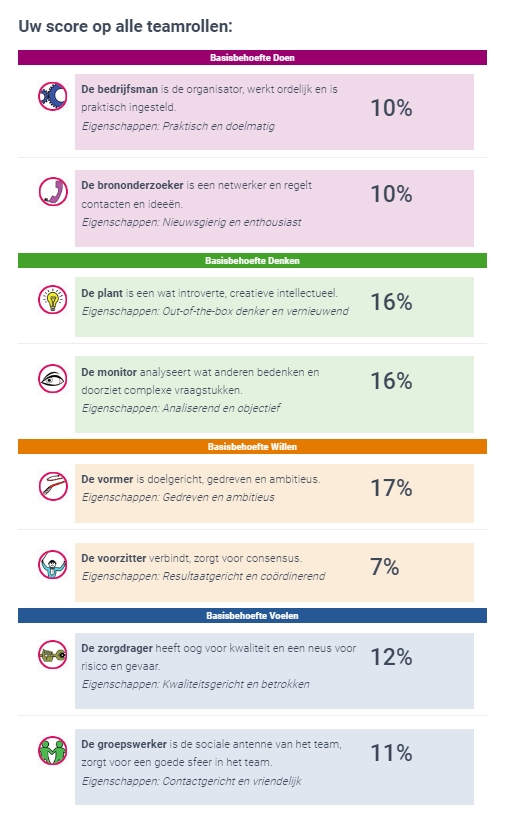 Uw score op alle teamrollen:
Basisbehoefte Doen
De bedrijfsman is de organisator, werkt ordelijk en is
praktisch ingesteld.
Eigenschappen: Praktisch en doelmatig
10%
De brononderzoeker is een netwerker en regelt
contacten en ideeën.
Eigenschappen: Nieuwsgierig en enthousiast
10%
Basisbehoefte Denken
De plant is een wat introverte, creatieve intellectueel.
Eigenschappen: Out-of-the-box denker en vernieuwend
16%
De monitor analyseert wat anderen bedenken en
doorziet complexe vraagstukken.
Eigenschappen: Analiserend en objectief
16%
Basisbehoefte Willen
De vormer is doelgericht, gedreven en ambitieus.
Eigenschappen: Gedreven en ambitieus
17%
De voorzitter verbindt, zorgt voor consensus.
Eigenschappen: Resultaatgericht en coördinerend
7%
Basisbehoefte Voelen
De zorgdrager heeft oog voor kwaliteit en een neus voor
risico en gevaar.
Eigenschappen: Kwaliteitsgericht en betrokken
12%
De groepswerker is de sociale antenne van het team,
zorgt voor een goede sfeer in het team.
Eigenschappen: Contactgericht en vriendelijk
11%